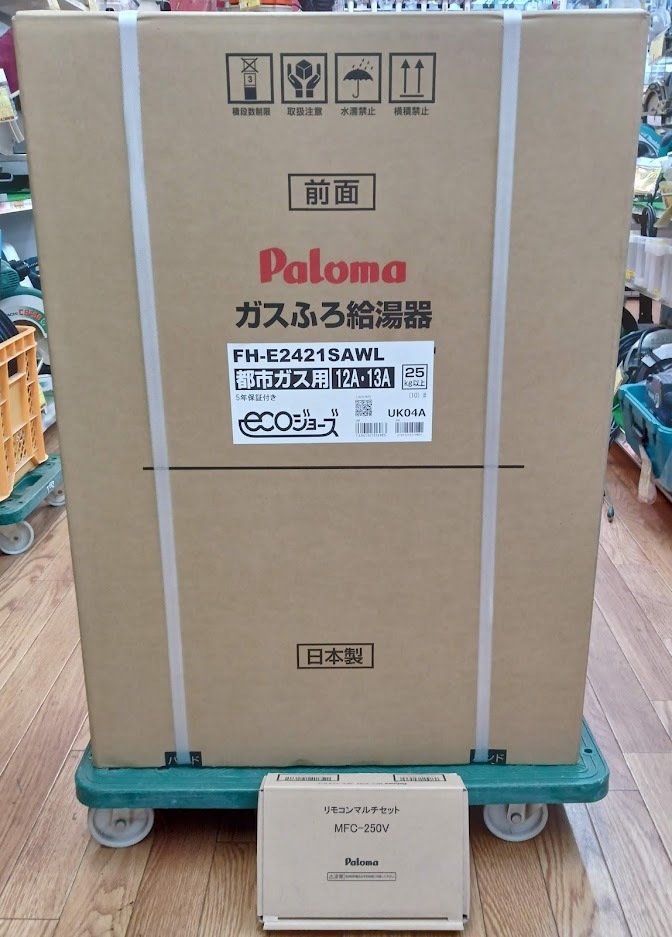 3
積段数制限 取扱注意 水濡禁止 横積禁止
前面
Paloma
ガスふろ給湯器
FH-E2421SAWL
都市ガス用 12A・13A 25kg以上
5年保証付き
ecoジョーズ
UK04A
日本製
リモコンマルチセット
MFC-250V
Paloma